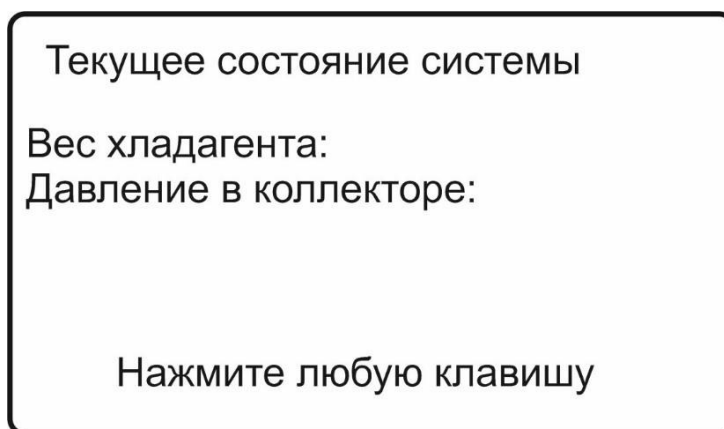 Текущее состояние системы
Вес хладагента:
Давление в коллекторе:
Нажмите любую клавишу